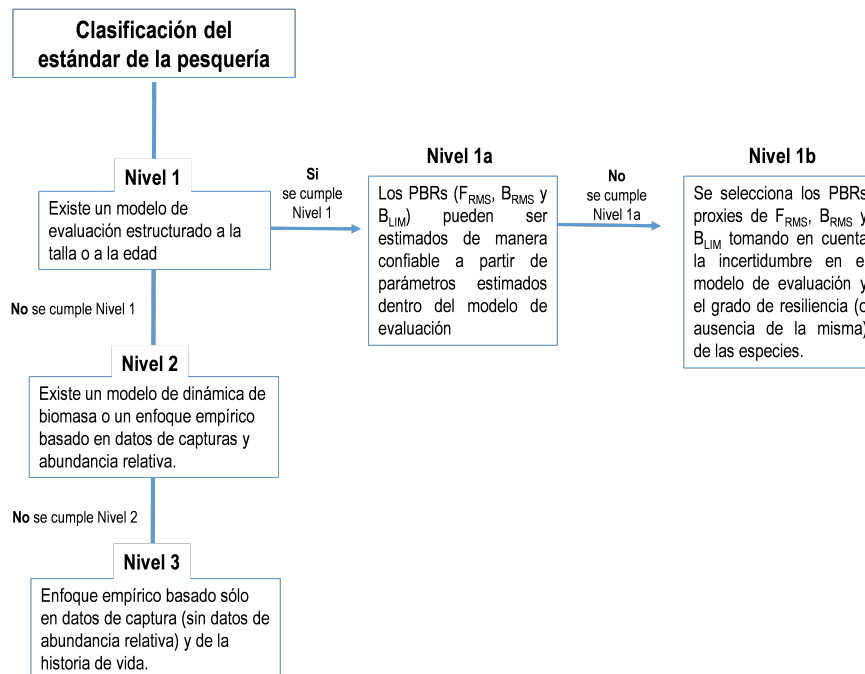 Clasificación del
estándar de la pesquería
Nivel 1
Existe un modelo de
evaluación estructurado a la
talla o a la edad
Si
se cumple
Nivel 1
Nivel 1a
Los PBRs (FRMS, BRMS y
BLIM) pueden ser
estimados de manera
confiable a partir de
parámetros estimados
dentro del modelo de
evaluación
No
se cumple
Nivel 1a
Nivel 1b
Se selecciona los PBRs
proxies de FRMS, BRMS y
BLIM tomando en cuenta
la incertidumbre en el
modelo de evaluación y
el grado de resiliencia (o
ausencia de la misma)
de las especies.
No se cumple Nivel 1
Nivel 2
Existe un modelo de dinámica de
biomasa o un enfoque empírico
basado en datos de capturas y
abundancia relativa.
No se cumple Nivel 2
Nivel 3
Enfoque empírico basado sólo
en datos de captura (sin datos de
abundancia relativa) y de la
historia de vida.